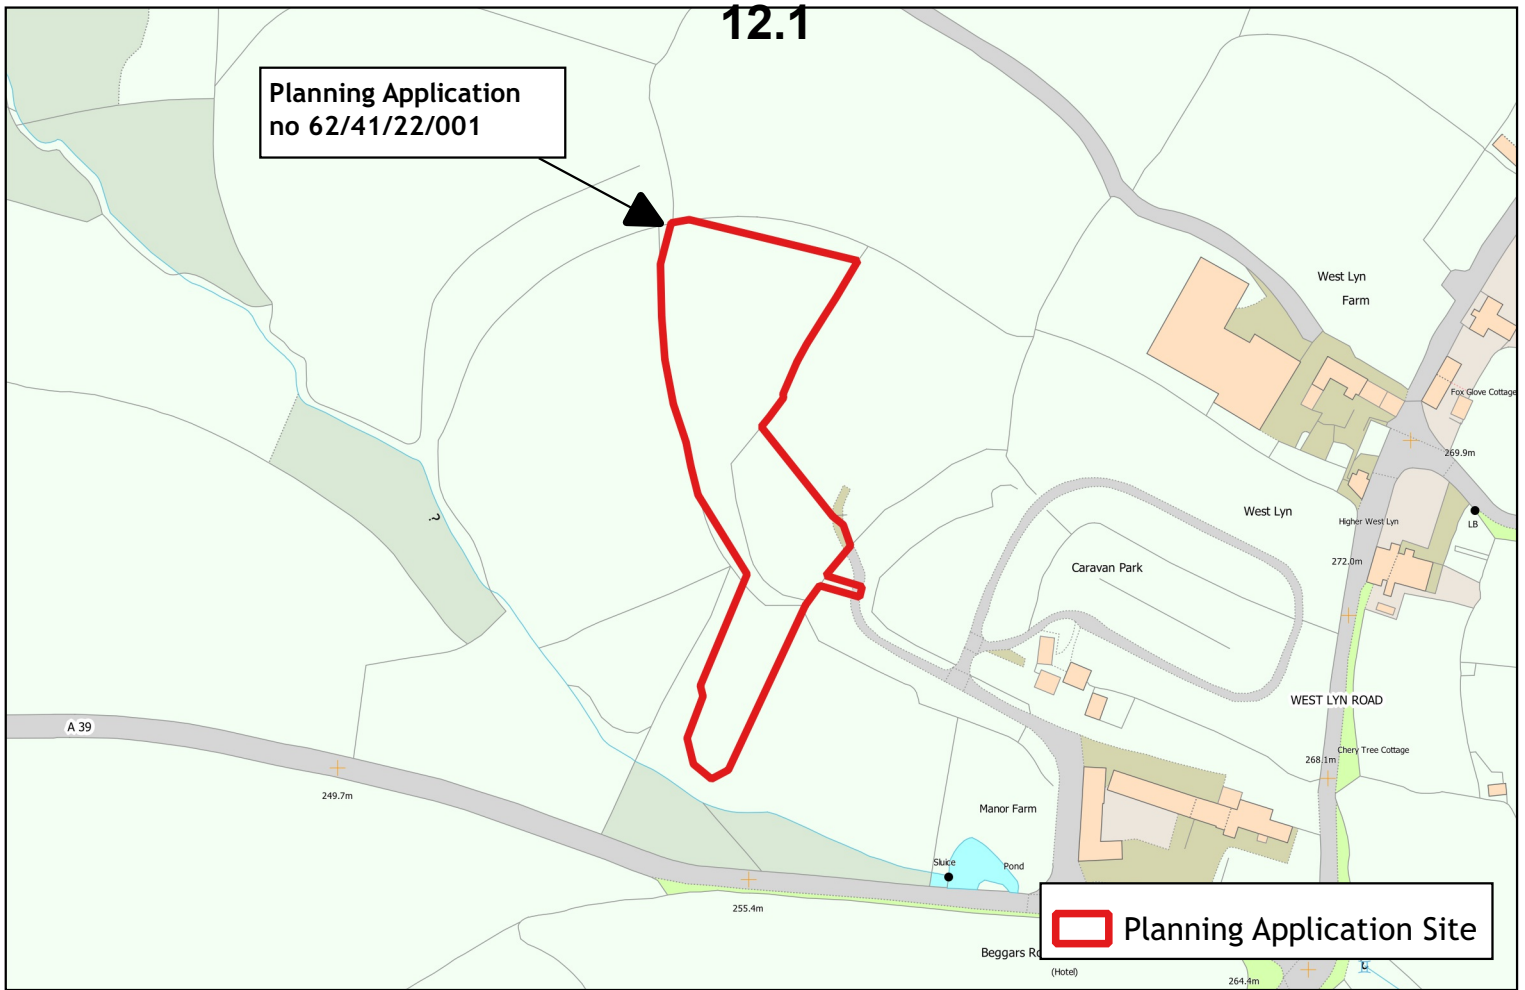 12.1
Planning Application
no 62/41/22/001
West Lyn
Farm
Fox Glove Cottage
269.9m
West Lyn
Higher West Lyn
LB
272.0m
Caravan Park
WEST LYN ROAD
A 39
Chery Tree Cottage
268.1m
249.7m
Manor Farm
Sluice
Pond
255.4m
Planning Application Site
Beggars
(Hotel)
264.4m